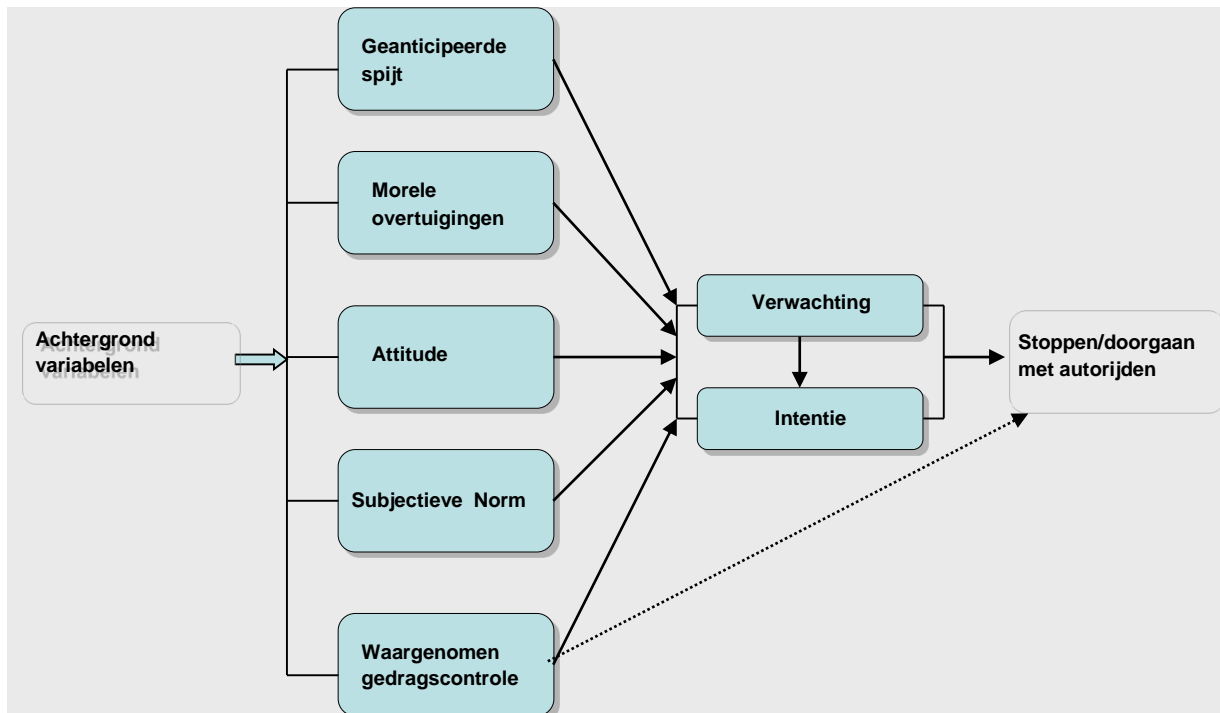 Geanticipeerde
spijt
Morele
overtuigingen
Achtergrond
variabelen
Attitude
Subjectieve Norm
Waargenomen
gedragscontrole
Verwachting
Intentie
Stoppen/doorgaan
met autorijden